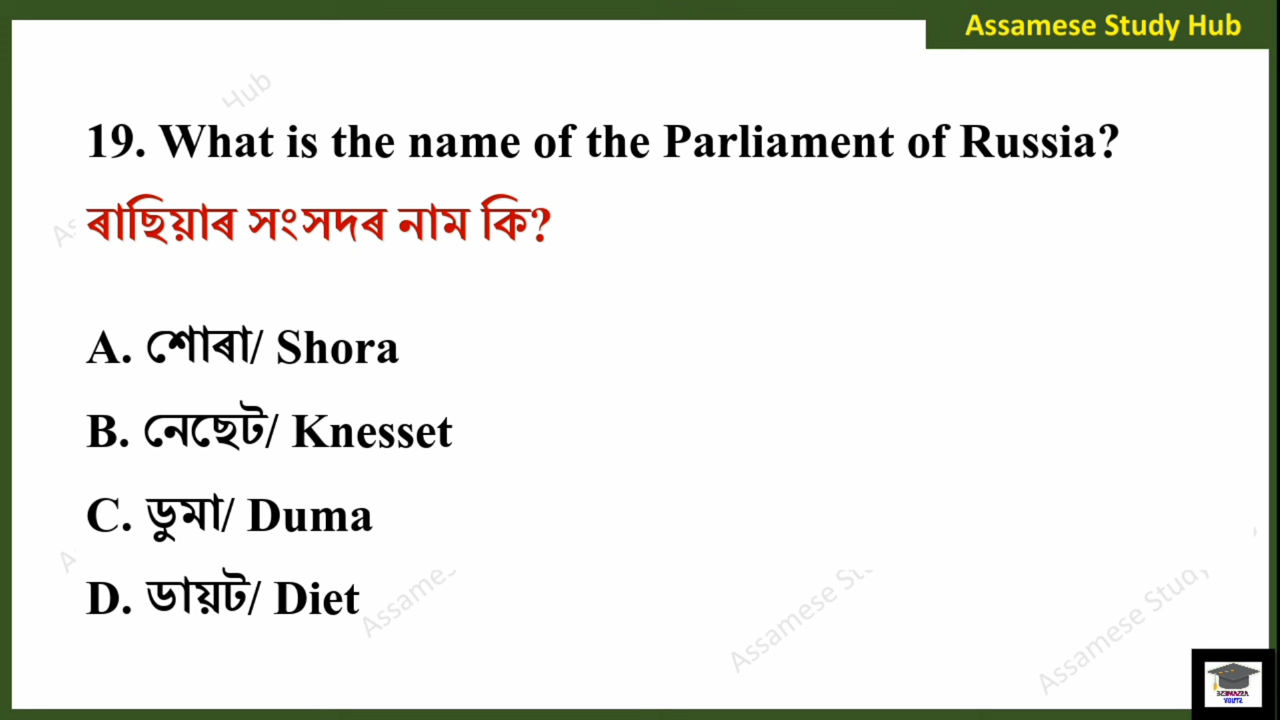 Assamese Study Hub
19. What is the name of the Parliament of Russia?
ৰাছিয়াৰ সংসদৰ নাম কি?
A. শোৰা/ Shora
B. নেছেট/ Knesset
C. ডুমা/ Duma
D. ডায়ট/ Diet